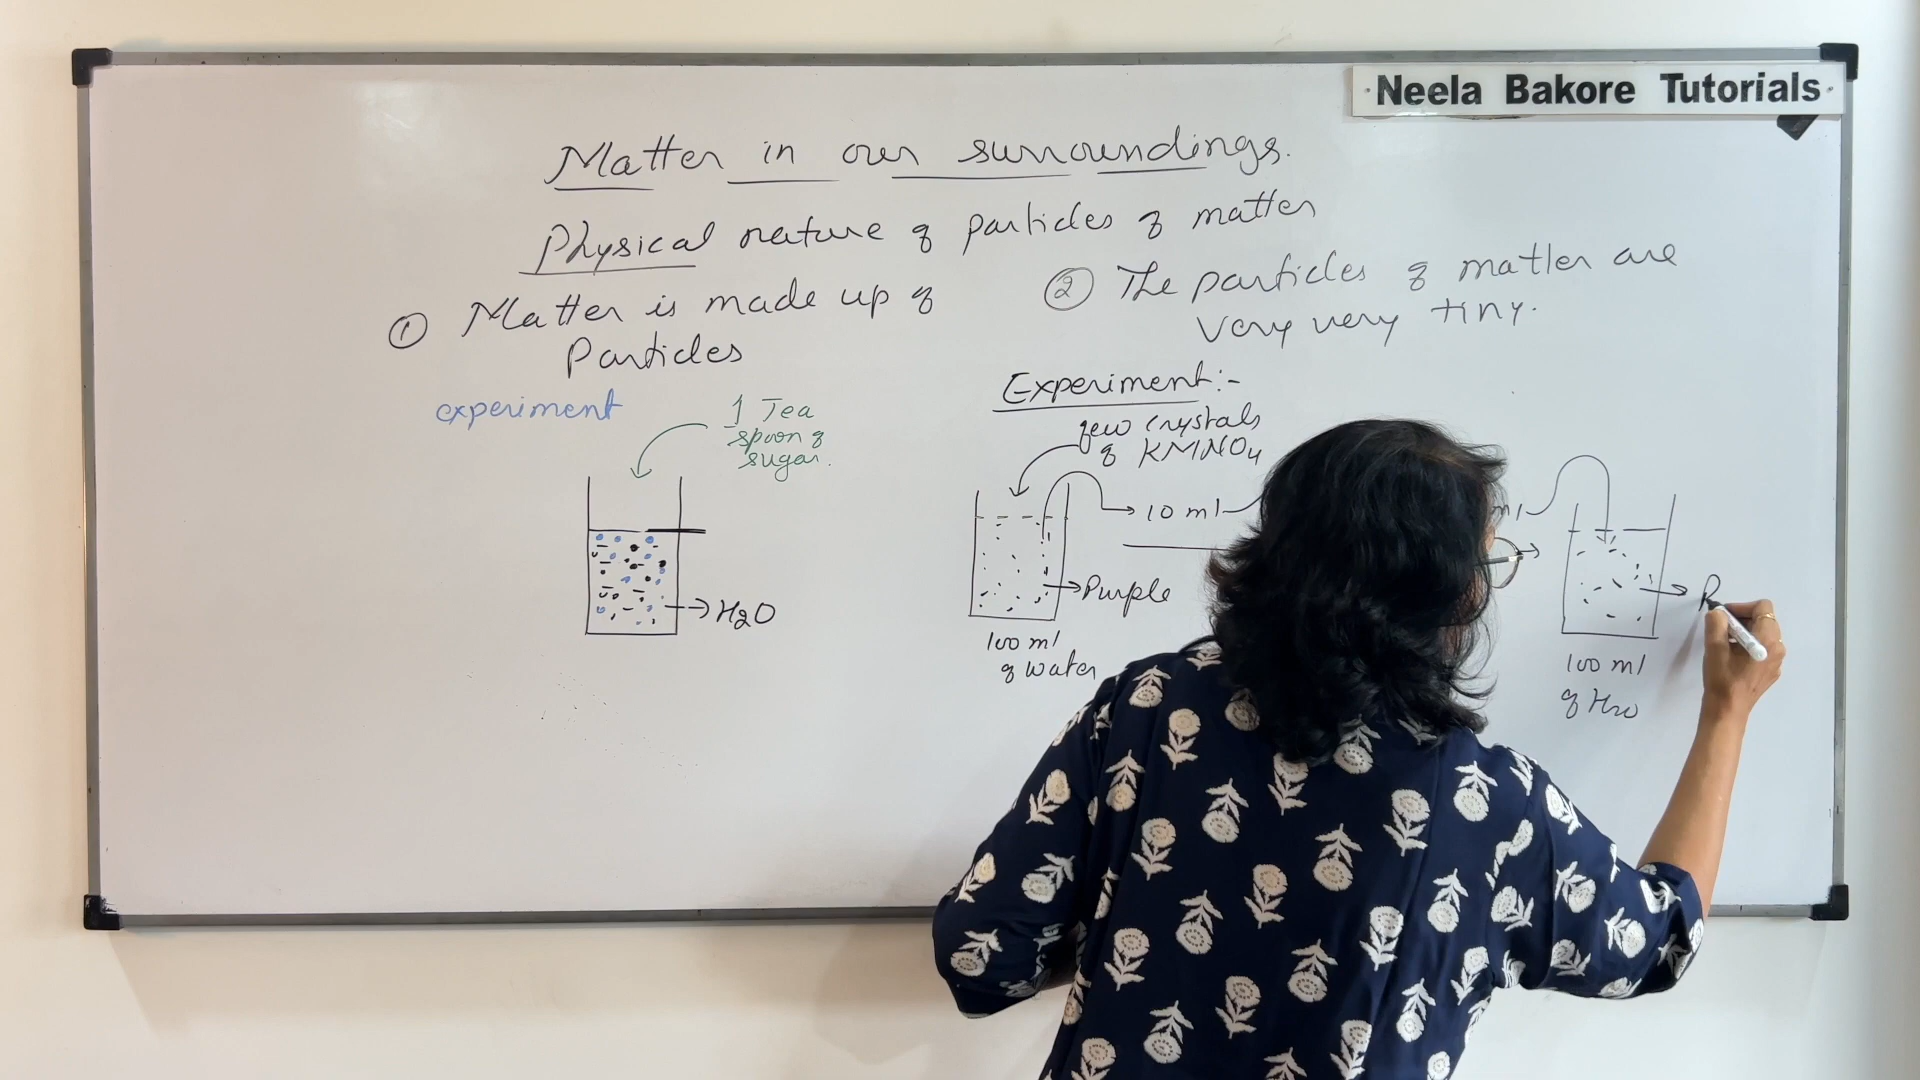 Neela Bakore Tutorials
Matter in our surroundings.
Physical nature of particles of matter
① Matter is made up of
Particles
② The particles of matter are
very very tiny.
experiment
1 Tea
spoon of
sugar.
H2O
Experiment:-
few crystals
of KMNO4
10 ml
Purple
100 ml
of water
ml
100 ml
of H2O